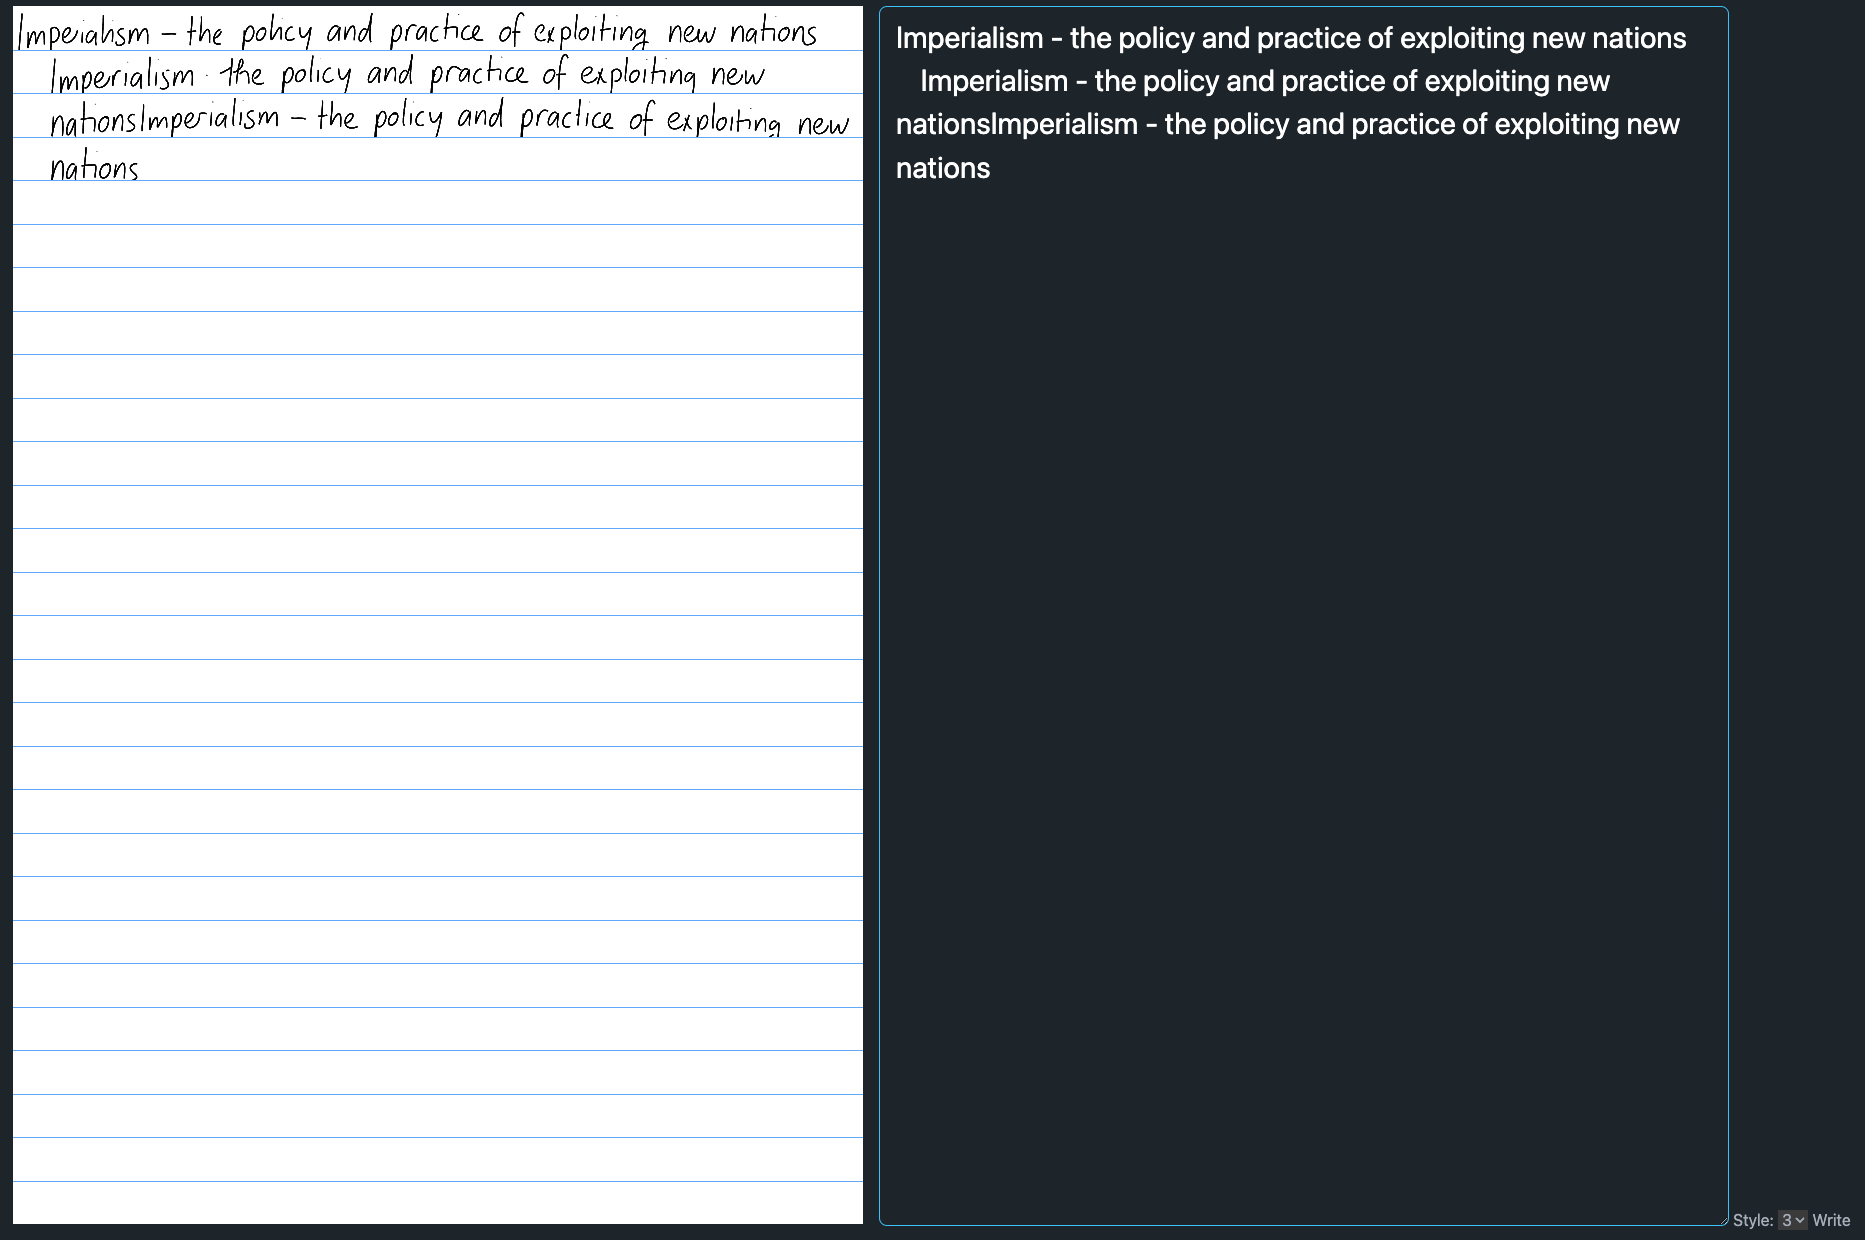 Imperialism – the policy and practice of exploiting new nations
Imperialism - the policy and practice of exploiting new
nationsImperialism – the policy and practice of exploiting new
nations
Imperialism - the policy and practice of exploiting new nations
Imperialism - the policy and practice of exploiting new
nationsImperialism - the policy and practice of exploiting new
nations
Style: 3 Write